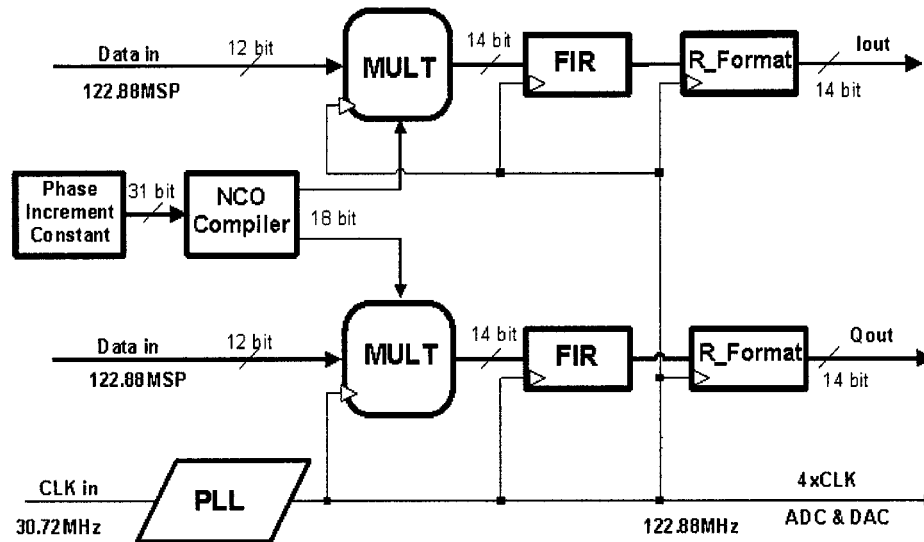 Data in
12 bit
MULT
14 bit
FIR
R_Format
Iout
122.88MSP
14 bit
Phase
Increment
Constant
31 bit
NCO
Compiler
18 bit
Data in
12 bit
MULT
14 bit
FIR
R_Format
Qout
122.88MSP
14 bit
CLK in
PLL
4xCLK
30.72MHz
122.88MHz
ADC & DAC